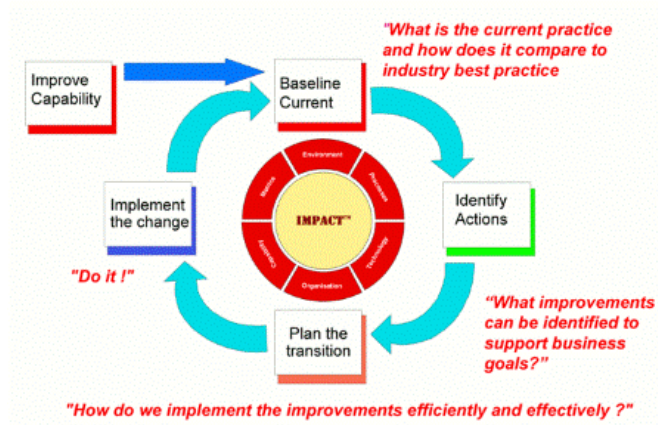 "What is the current practice
and how does it compare to
industry best practice
Improve
Capability
Baseline
Current
Environment
Processes
Technology
Organisation
Capability
Metrics
IMPACT™
Implement
the change
Identify
Actions
"Do it !"
Plan the
transition
“What improvements
can be identified to
support business
goals?”
"How do we implement the improvements efficiently and effectively ?"